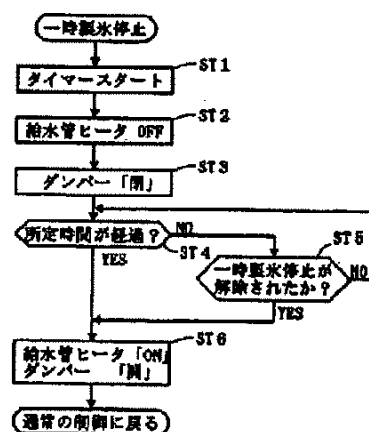 一時製氷停止
ST1
タイマースタート
ST2
給水管ヒータ OFF
ST3
ダンパー「閉」
所定時間が経過?
NO
ST4
YES
ST5
一時製氷停止が
解除されたか?
NO
YES
ST6
給水管ヒータ「ON」
ダンパー 「開」
通常の制御に戻る